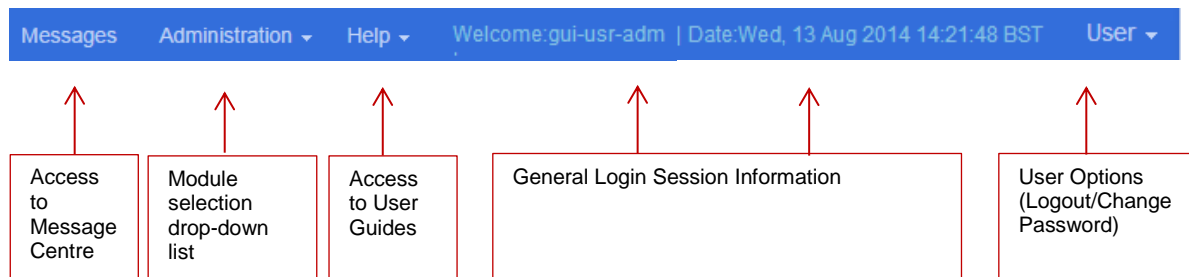 Messages Administration Help Welcome:gui-usr-adm | Date:Wed, 13 Aug 2014 14:21:48 BST User
Access
to
Message
Centre
Module
selection
drop-down
list
Access
to User
Guides
General Login Session Information
User Options
(Logout/Change
Password)